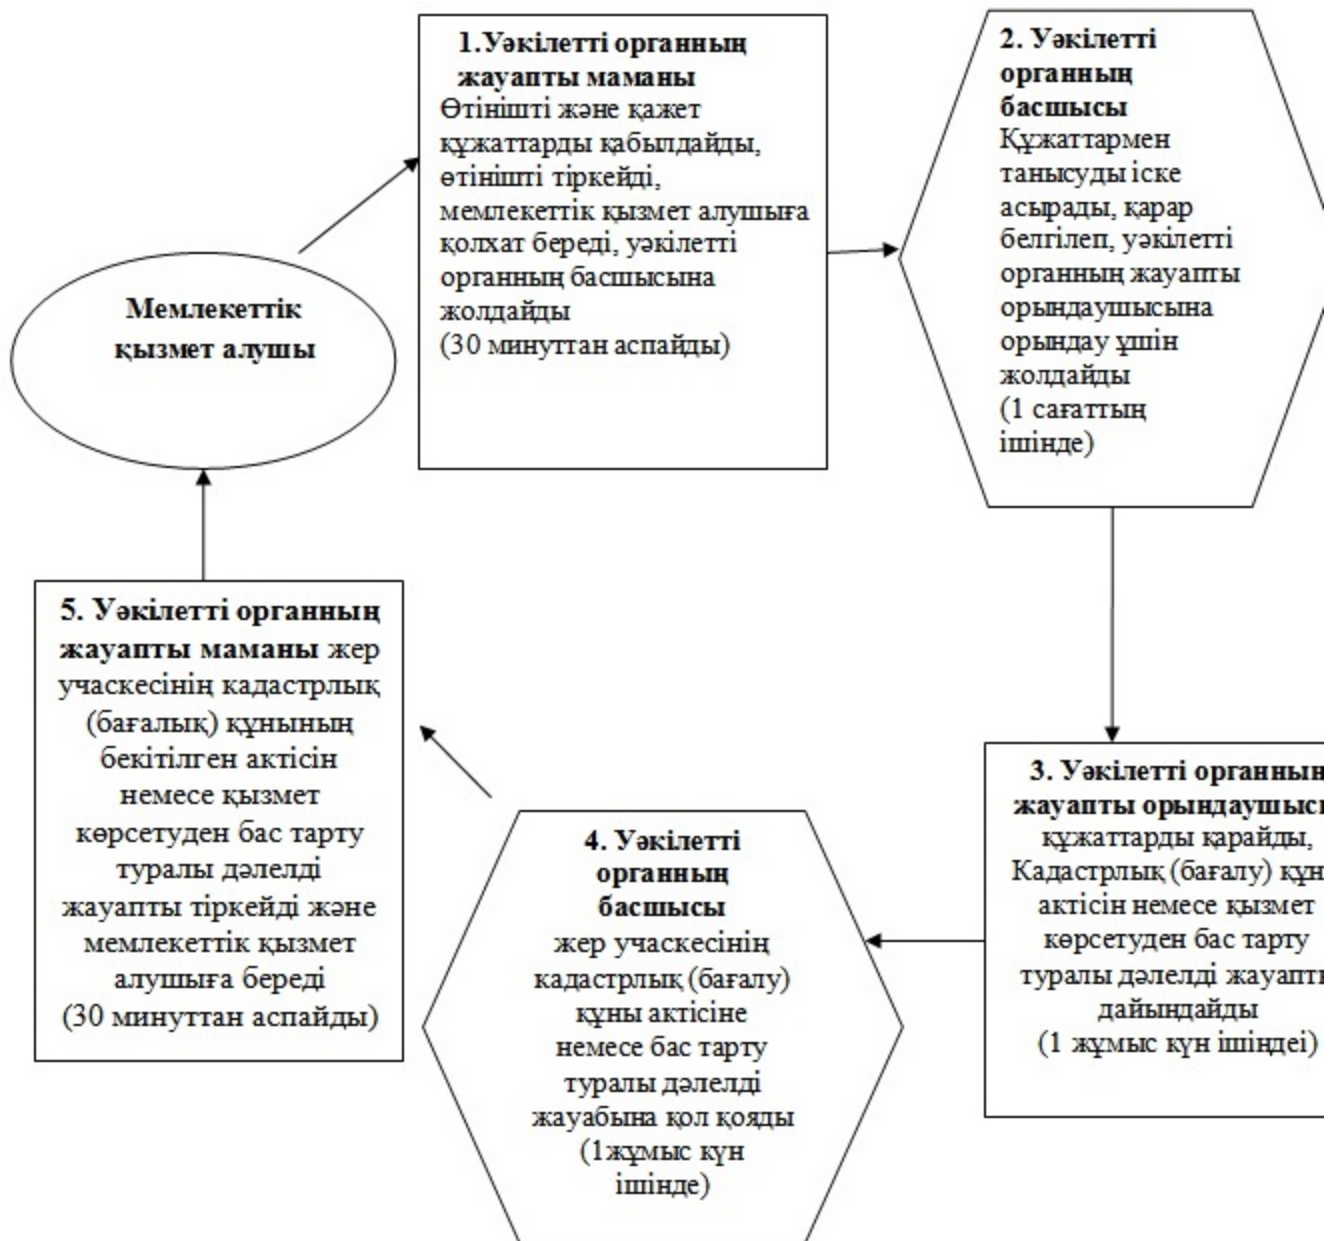 Мемлекеттік
қызмет алушы
1.Уәкілетті органның
жауапты маманы
Өтінішті және қажет
құжаттарды қабылдайды,
өтінішті тіркейді,
мемлекеттік қызмет алушыға
қолхат береді, уәкілетті
органның басшысына
жолдайды
(30 минуттан аспайды)
2. Уәкілетті
органның
басшысы
Құжаттармен
танысуды іске
асырады, қарар
белгілеп, уәкілетті
органның жауапты
орындаушысына
орындау үшін
жолдайды
(1 сағаттың
ішінде)
3. Уәкілетті органның
жауапты орындаушыс
құжаттарды қарайды,
Кадастрлық (бағалу) құн
актісін немесе қызмет
көрсетуден бас тарту
туралы дәлелді жауапт
дайындайды
(1 жұмыс күн ішіндеі)
4. Уәкілетті
органның
басшысы
жер учаскесінің
кадастрлық (бағалу)
құны актісіне
немесе бас тарту
туралы дәлелді
жауабына қол қояды
(1жұмыс күн
ішінде)
5. Уәкілетті органның
жауапты маманы жер
учаскесінің кадастрлық
(бағалық) құнының
бекітілген актісін
немесе қызмет
көрсетуден бас тарту
туралы дәлелді
жауапты тіркейді және
мемлекеттік қызмет
алушыға береді
(30 минуттан аспайды)